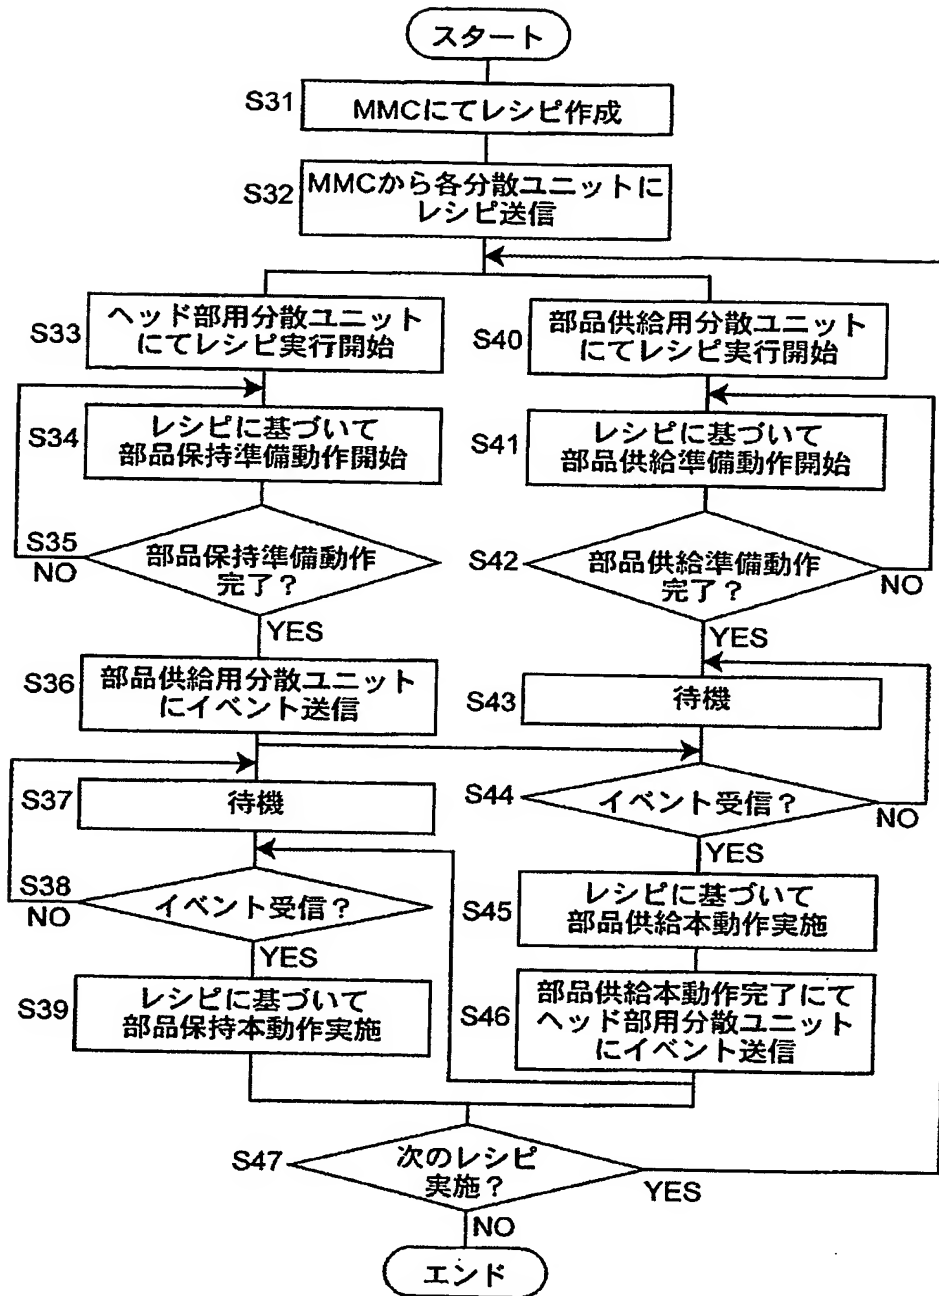 スタート
S31
MMCにてレシピ作成
S32
MMCから各分散ユニットに
レシピ送信
S33
ヘッド部用分散ユニット
にてレシピ実行開始
S40
部品供給用分散ユニット
にてレシピ実行開始
S34
レシピに基づいて
部品保持準備動作開始
S41
レシピに基づいて
部品供給準備動作開始
S35
NO
部品保持準備動作
完了？
YES
S42
部品供給準備動作
完了？
NO
YES
S36
部品供給用分散ユニット
にイベント送信
S43
待機
S37
待機
S44
イベント受信？
NO
YES
S38
NO
イベント受信？
YES
S45
レシピに基づいて
部品供給本動作実施
S39
レシピに基づいて
部品保持本動作実施
S46
部品供給本動作完了にて
ヘッド部用分散ユニット
にイベント送信
S47
次のレシピ
実施？
YES
NO
エンド